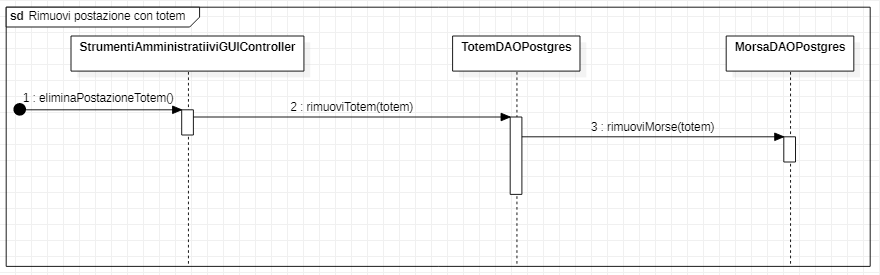 sd Rimuovi postazione con totem
StrumentiAmministratiiviGUIController
TotemDAOPostgres
MorsaDAOPostgres
1 : eliminaPostazioneTotem()
2 : rimuoviTotem(totem)
3 : rimuoviMorse(totem)